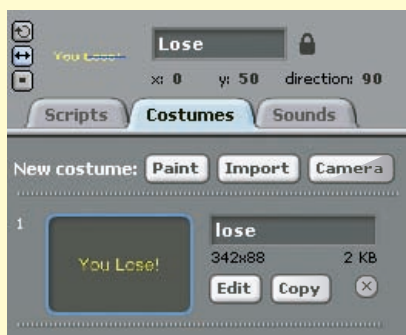 You Lose!
Lose
x: 0 y: 50 direction: 90
Scripts Costumes Sounds
New costume: Paint Import Camera
1
You Lose!
lose
342x88 2 KB
Edit Copy